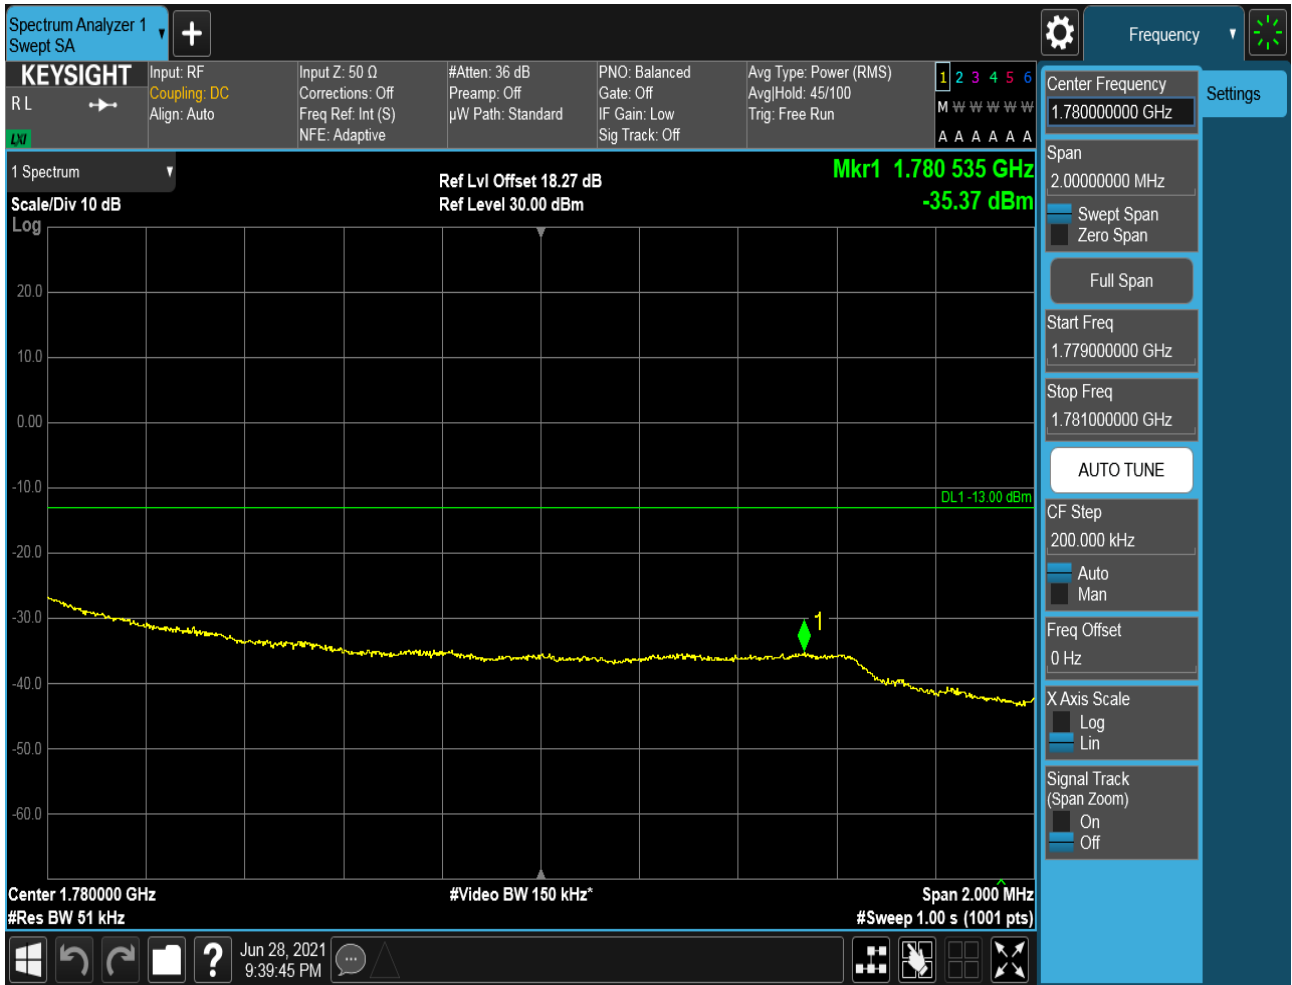 Spectrum Analyzer 1
Swept SA
Frequency
KEYSIGHT
R L
LXI
Input: RF
Coupling: DC
Align: Auto
Input Z: 50 Ω
Corrections: Off
Freq Ref: Int (S)
NFE: Adaptive
#Atten: 36 dB
Preamp: Off
µW Path: Standard
PNO: Balanced
Gate: Off
IF Gain: Low
Sig Track: Off
Avg Type: Power (RMS)
Avg|Hold: 45/100
Trig: Free Run
1 2 3 4 5 6
M W W W W W
A A A A A A
1 Spectrum
Scale/Div 10 dB
Log
Ref Lvl Offset 18.27 dB
Ref Level 30.00 dBm
Mkr1 1.780 535 GHz
-35.37 dBm
20.0
10.0
0.00
-10.0
DL1 -13.00 dBm
-20.0
-30.0
1
-40.0
-50.0
-60.0
Center 1.780000 GHz
#Video BW 150 kHz*
Span 2.000 MHz
#Res BW 51 kHz
#Sweep 1.00 s (1001 pts)
?
Jun 28, 2021
9:39:45 PM
Center Frequency
1.780000000 GHz
Settings
Span
2.00000000 MHz
Swept Span
Zero Span
Full Span
Start Freq
1.779000000 GHz
Stop Freq
1.781000000 GHz
AUTO TUNE
CF Step
200.000 kHz
Auto
Man
Freq Offset
0 Hz
X Axis Scale
Log
Lin
Signal Track
(Span Zoom)
On
Off